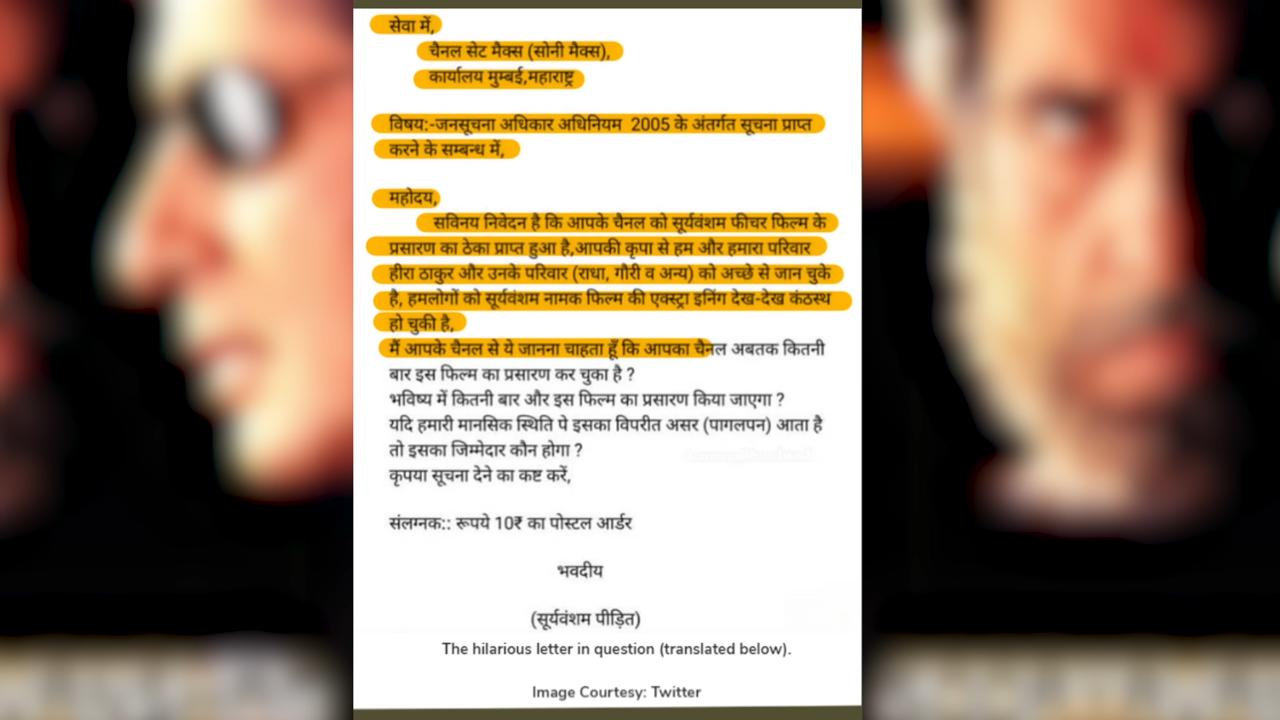 सेवा में,
चैनल सेट मैक्स (सोनी मैक्स),
कार्यालय मुम्बई,महाराष्ट्र
विषय:-जनसूचना अधिकार अधिनियम 2005 के अंतर्गत सूचना प्राप्त
करने के सम्बन्ध में,
महोदय,
सविनय निवेदन है कि आपके चैनल को सूर्यवंशम फीचर फिल्म के
प्रसारण का ठेका प्राप्त हुआ है,आपकी कृपा से हम और हमारा परिवार
हीरा ठाकुर और उनके परिवार (राधा, गौरी व अन्य) को अच्छे से जान चुके
है, हमलोगों को सूर्यवंशम नामक फिल्म की एक्स्ट्रा इनिंग देख-देख कंठस्थ
हो चुकी है,
मैं आपके चैनल से ये जानना चाहता हूँ कि आपका चैनल अबतक कितनी
बार इस फिल्म का प्रसारण कर चुका है ?
भविष्य में कितनी बार और इस फिल्म का प्रसारण किया जाएगा ?
यदि हमारी मानसिक स्थिति पे इसका विपरीत असर (पागलपन) आता है
तो इसका जिम्मेदार कौन होगा ?
कृपया सूचना देने का कष्ट करें,
संलग्नक:: रूपये 10₹ का पोस्टल आर्डर
भवदीय
(सूर्यवंशम पीड़ित)
The hilarious letter in question (translated below).
Image Courtesy: Twitter